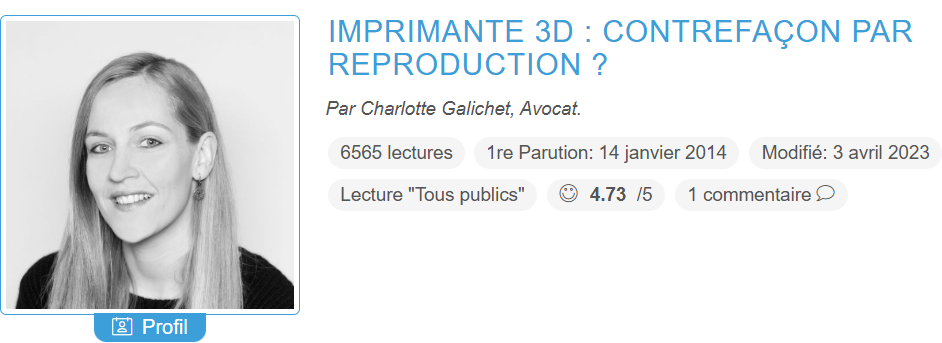 IMPRIMANTE 3D : CONTREFAÇON PAR
REPRODUCTION ?
Par Charlotte Galichet, Avocat.
6565 lectures 1re Parution: 14 janvier 2014 Modifié: 3 avril 2023
Lecture "Tous publics" 4.73 /5 1 commentaire
Profil